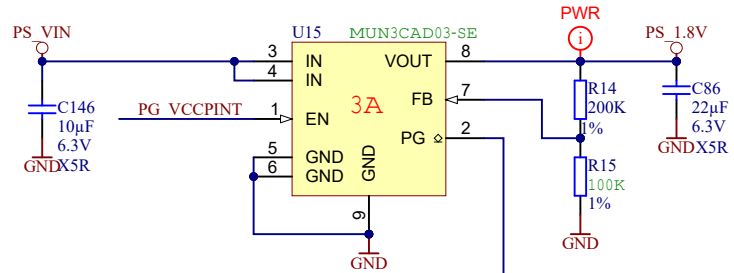 PWR
i
PS_VIN
U15
MUN3CAD03-SE
PS_1.8V
3
IN
VOUT
8
4
IN
C146
10µF
6.3V
X5R
GND
PG_VCCPINT
1
EN
3A
FB
7
PG
2
R14
200K
1%
C86
22µF
6.3V
X5R
GND
5
GND
6
GND
GND
9
R15
100K
1%
GND
GND